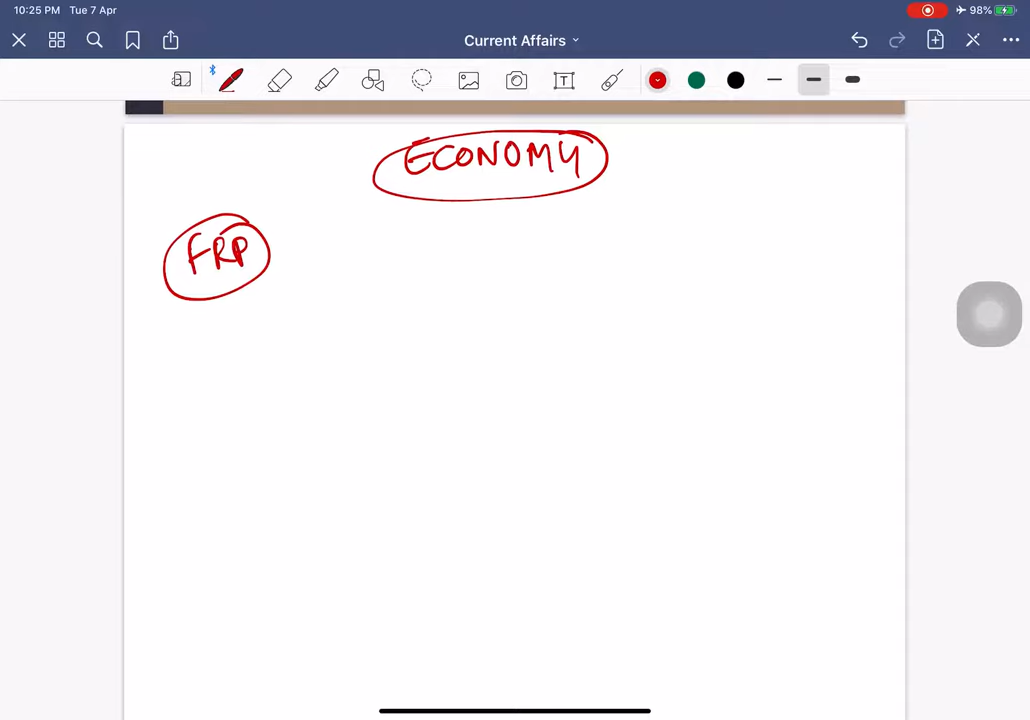 10:25 PM Tue 7 Apr 98%
Current Affairs
a
T
ECONOMY
FRP